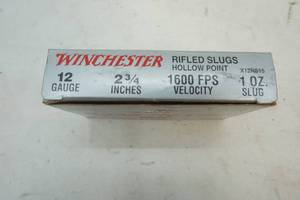 WINCHESTER RIFLED SLUGS
HOLLOW POINT
12 2 3/4 1600 FPS 1 OZ.
GAUGE INCHES VELOCITY SLUG